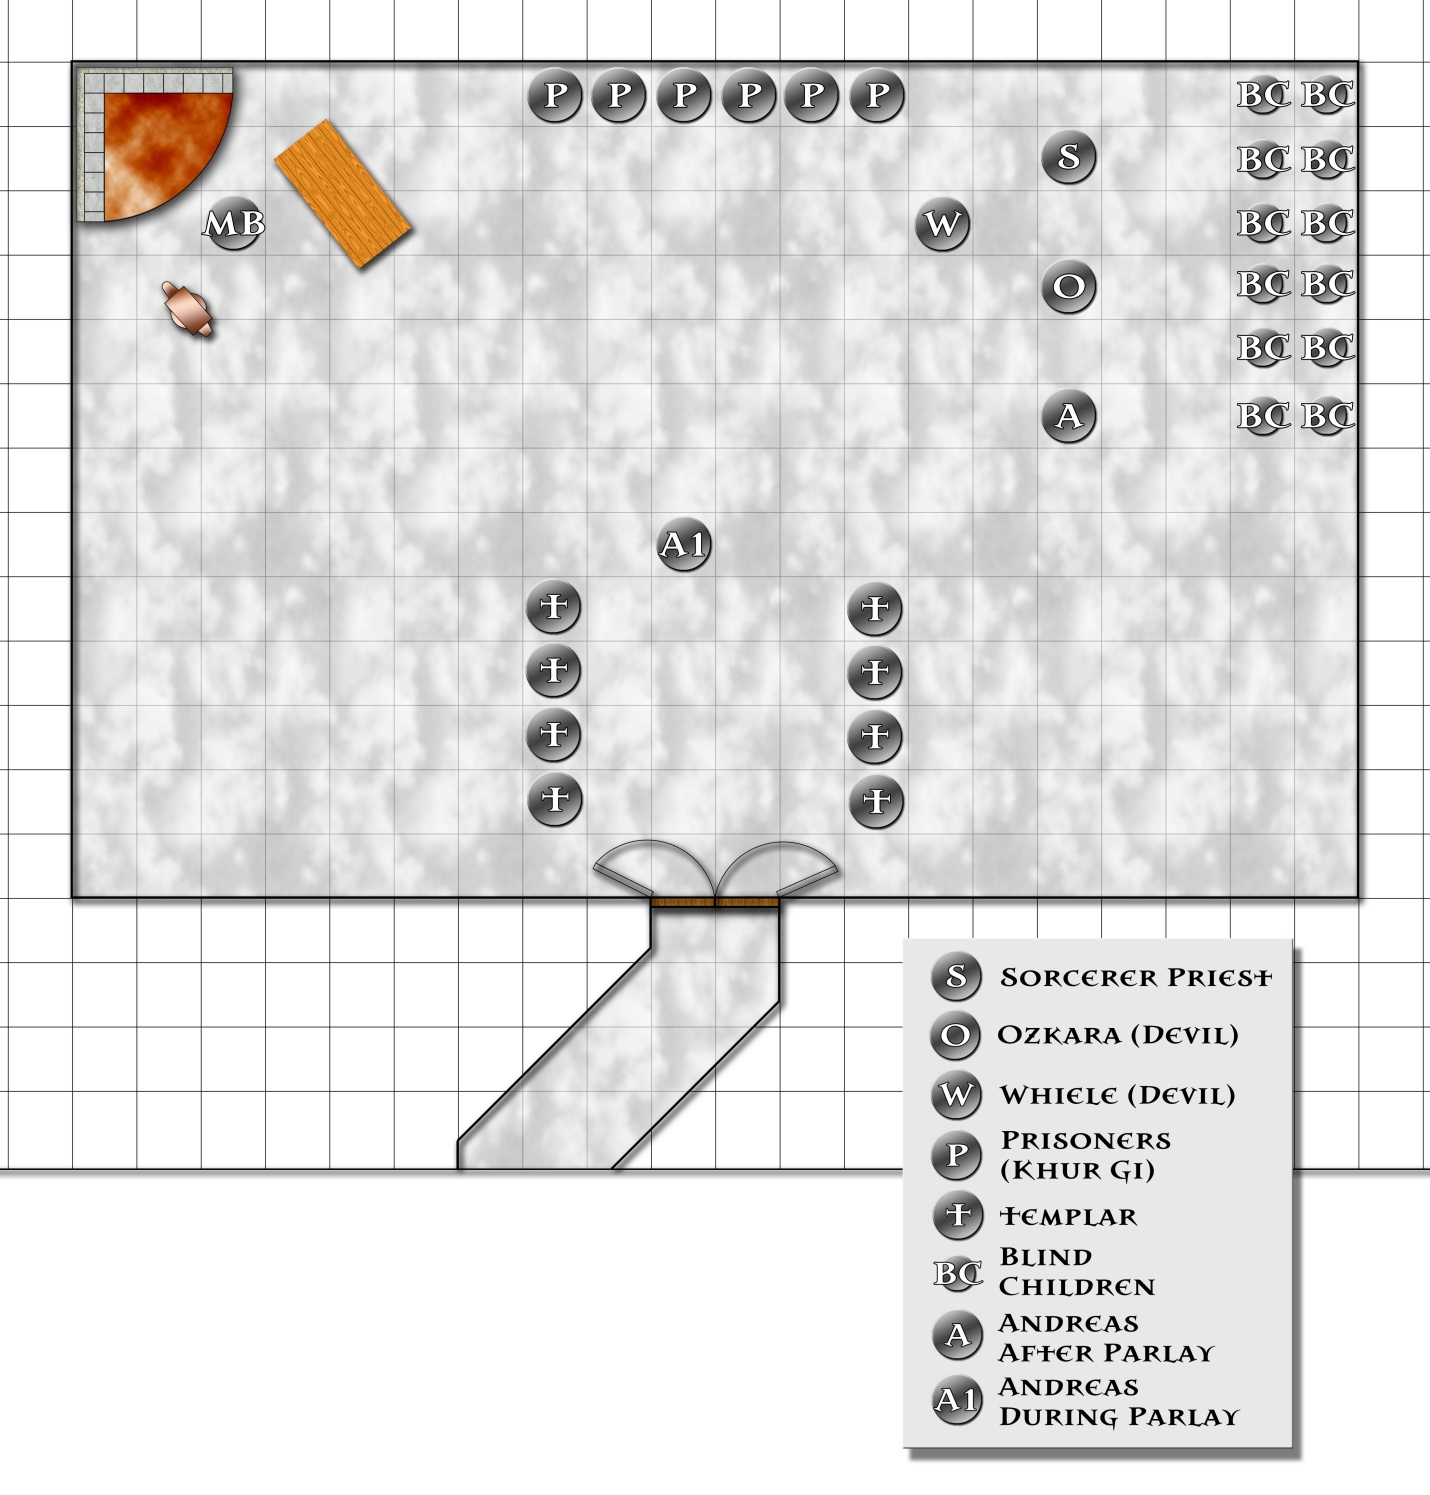 P P P P P P BC BC
S BC BC
MB W BC BC
O BC BC
BC BC
A BC BC
A1
S Sorcerer Priest
O Ozkara (Devil)
W Whiele (Devil)
P Prisoners
(Khur Gi)
Templar
BC Blind
Children
A Andreas
After Parlay
A1 Andreas
During Parlay